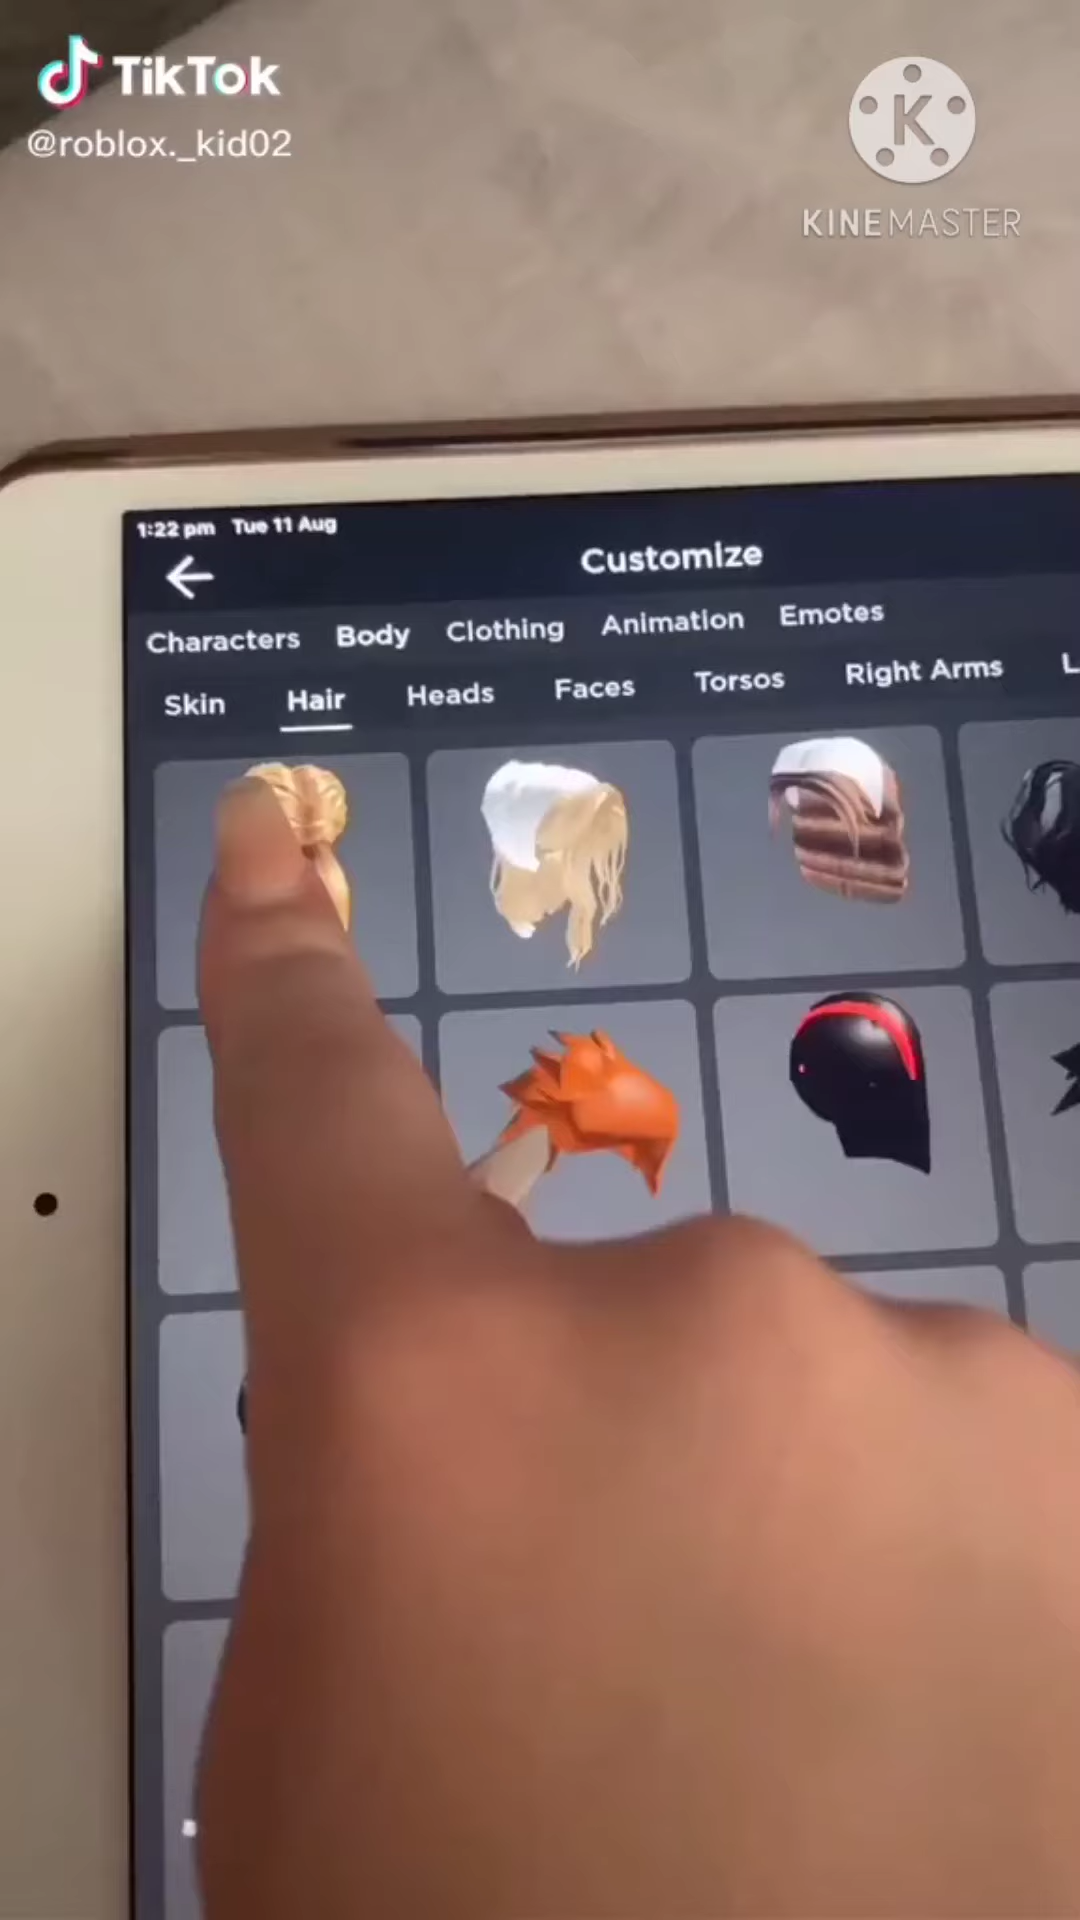 TikTok
@roblox._kid02
K
KINEMASTER
1:22 pm Tue 11 Aug
Customize
Characters Body Clothing Animation Emotes
Skin Hair Heads Faces Torsos Right Arms L